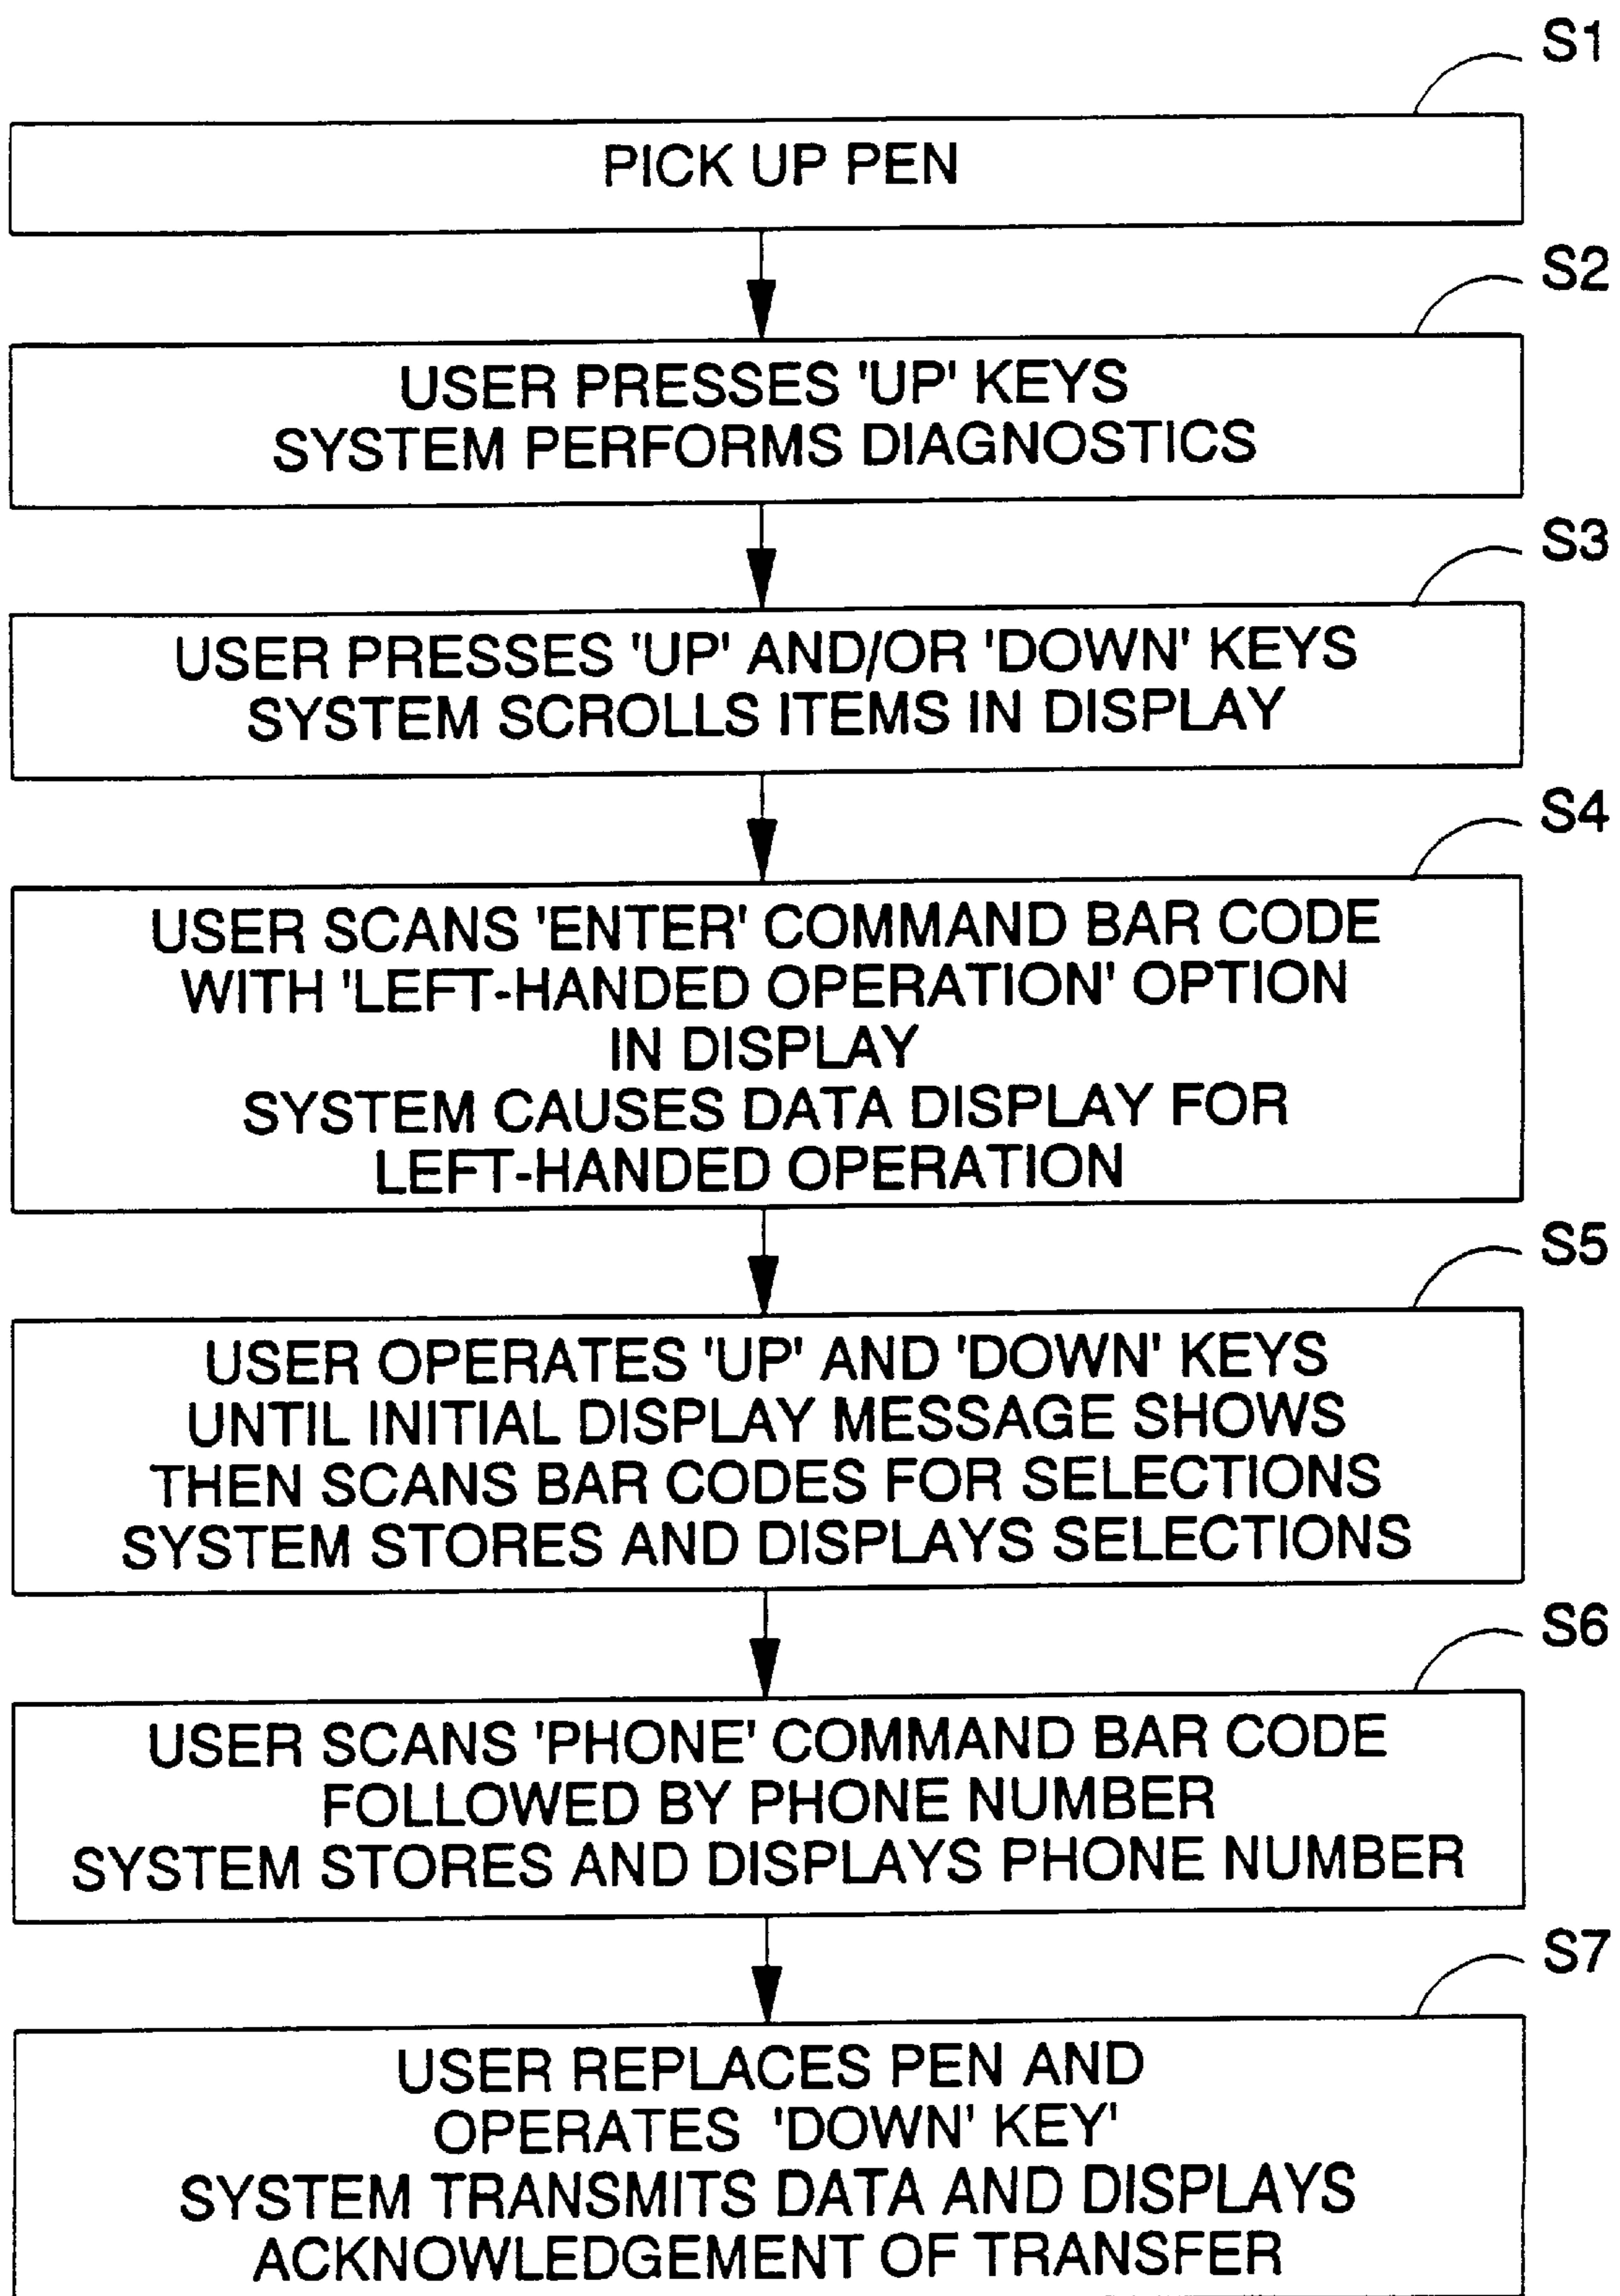 S1
PICK UP PEN
S2
USER PRESSES 'UP' KEYS
SYSTEM PERFORMS DIAGNOSTICS
S3
USER PRESSES 'UP' AND/OR 'DOWN' KEYS
SYSTEM SCROLLS ITEMS IN DISPLAY
S4
USER SCANS 'ENTER' COMMAND BAR CODE
WITH 'LEFT-HANDED OPERATION' OPTION
IN DISPLAY
SYSTEM CAUSES DATA DISPLAY FOR
LEFT-HANDED OPERATION
S5
USER OPERATES 'UP' AND 'DOWN' KEYS
UNTIL INITIAL DISPLAY MESSAGE SHOWS
THEN SCANS BAR CODES FOR SELECTIONS
SYSTEM STORES AND DISPLAYS SELECTIONS
S6
USER SCANS 'PHONE' COMMAND BAR CODE
FOLLOWED BY PHONE NUMBER
SYSTEM STORES AND DISPLAYS PHONE NUMBER
S7
USER REPLACES PEN AND
OPERATES 'DOWN' KEY'
SYSTEM TRANSMITS DATA AND DISPLAYS
ACKNOWLEDGEMENT OF TRANSFER